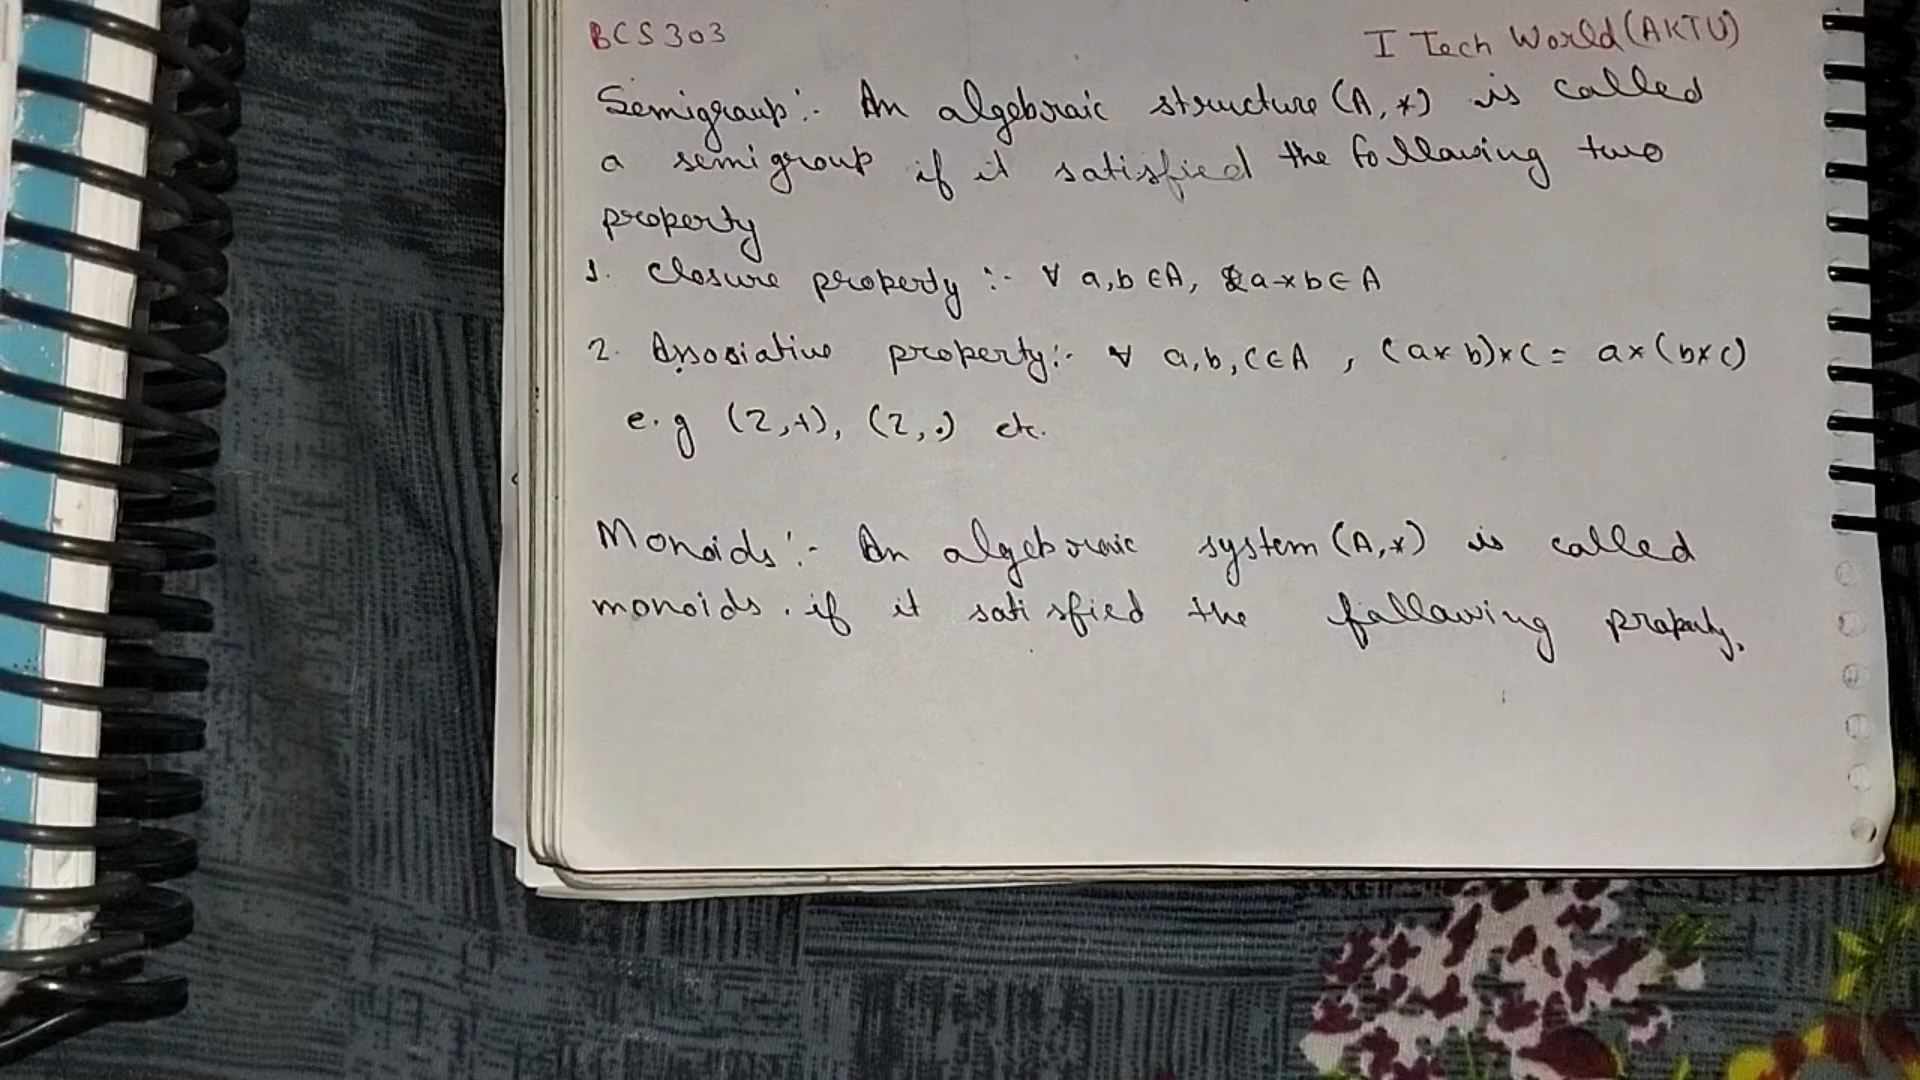 BCS303
I Tech World (AKTU)
Semigroup :- An algebraic structure (A, *) is called
a semigroup if it satisfied the following two
property
1. Closure property :- ∀ a,b ∈ A, a * b ∈ A
2. Associative property :- ∀ a,b,c ∈ A , (a * b) * c = a * (b * c)
e.g (Z,+), (Z,.) etc.
Monoids :- An algebraic system (A,*) is called
monoids . if it satisfied the following property.